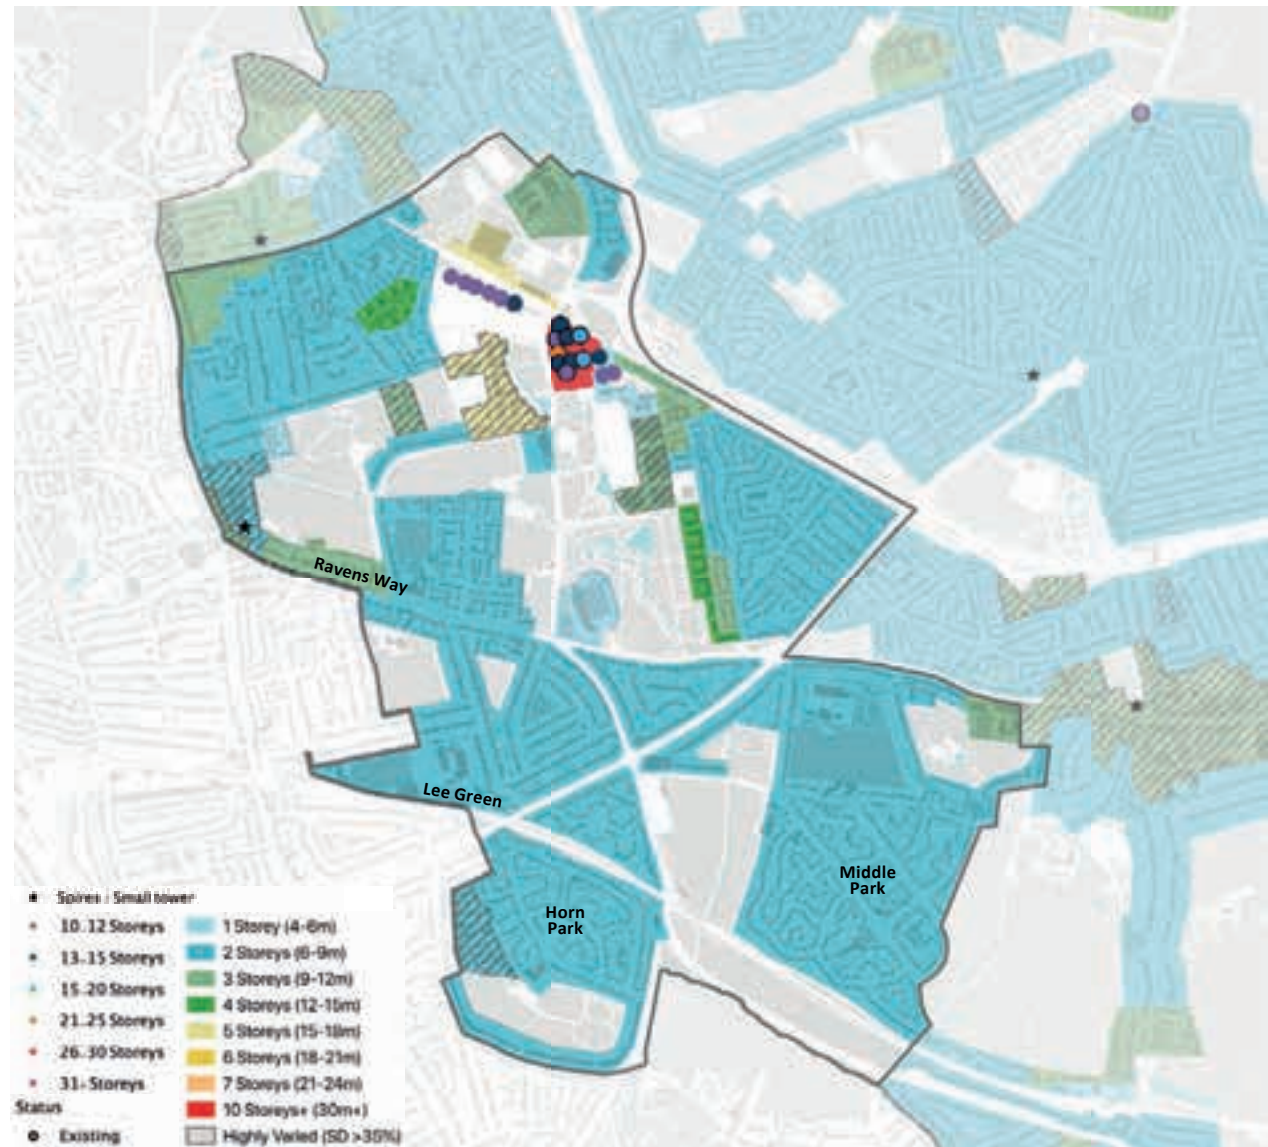 Ravens Way
Lee Green
Middle
Park
Horn
Park
Spires / Small tower
10..12 Storeys
13..15 Storeys
15..20 Storeys
21..25 Storeys
26..30 Storeys
31+ Storeys
Status
Existing
1 Storey (4-6m)
2 Storeys (6-9m)
3 Storeys (9-12m)
4 Storeys (12-15m)
5 Storeys (15-18m)
6 Storeys (18-21m)
7 Storeys (21-24m)
10 Storeys+ (30m+)
Highly Varied (SD >35%)